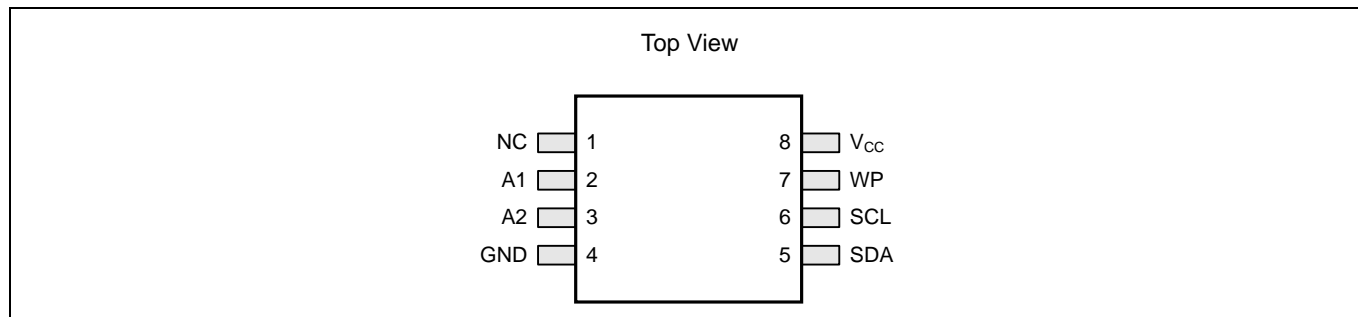 Top View
NC 1 8 VCC
A1 2 7 WP
A2 3 6 SCL
GND 4 5 SDA